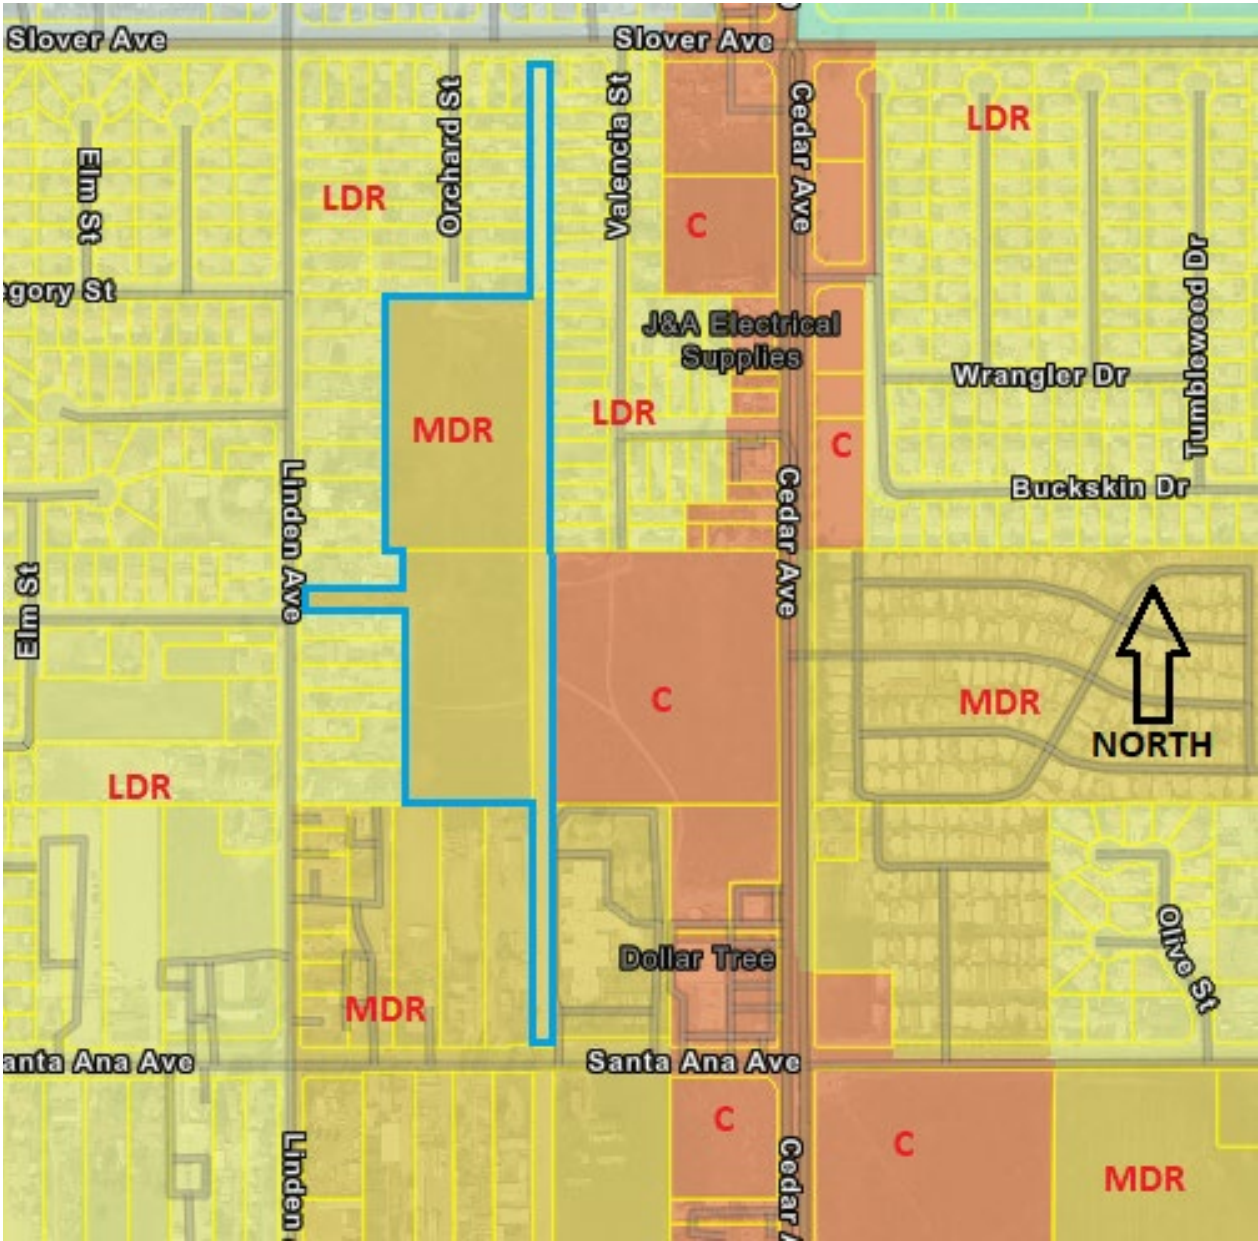 Slover Ave
Slover Ave
Elm St
Orchard St
Valencia St
Cedar Ave
LDR
LDR
C
egory St
J&A Electrical
Supplies
Tumbleweed Dr
Wrangler Dr
MDR
LDR
C
Linden Ave
Cedar Ave
Buckskin Dr
Elm St
C
MDR
NORTH
LDR
Dollar Tree
Olive St
MDR
anta Ana Ave
Santa Ana Ave
Linden
C
C
Cedar A
MDR